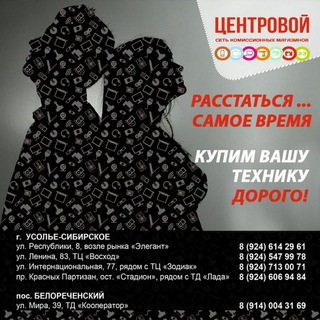 ЦЕНТРОВОЙ
СЕТЬ КОМИССИОННЫХ МАГАЗИНОВ
РАССТАТЬСЯ ...
САМОЕ ВРЕМЯ
КУПИМ ВАШУ
ТЕХНИКУ
ДОРОГО!
г. УСОЛЬЕ-СИБИРСКОЕ
ул. Республики, 8, возле рынка «Элегант» 8 (924) 614 29 61
ул. Ленина, 83, ТЦ «Восход» 8 (924) 547 99 78
ул. Интернациональная, 77, рядом с ТЦ «Зодиак» 8 (924) 713 00 71
пр. Красных Партизан, ост. «Стадион», рядом с ТД «Лада» 8 (924) 606 94 84
пос. БЕЛОРЕЧЕНСКИЙ
ул. Мира, 39, ТД «Кооператор» 8 (914) 004 31 69